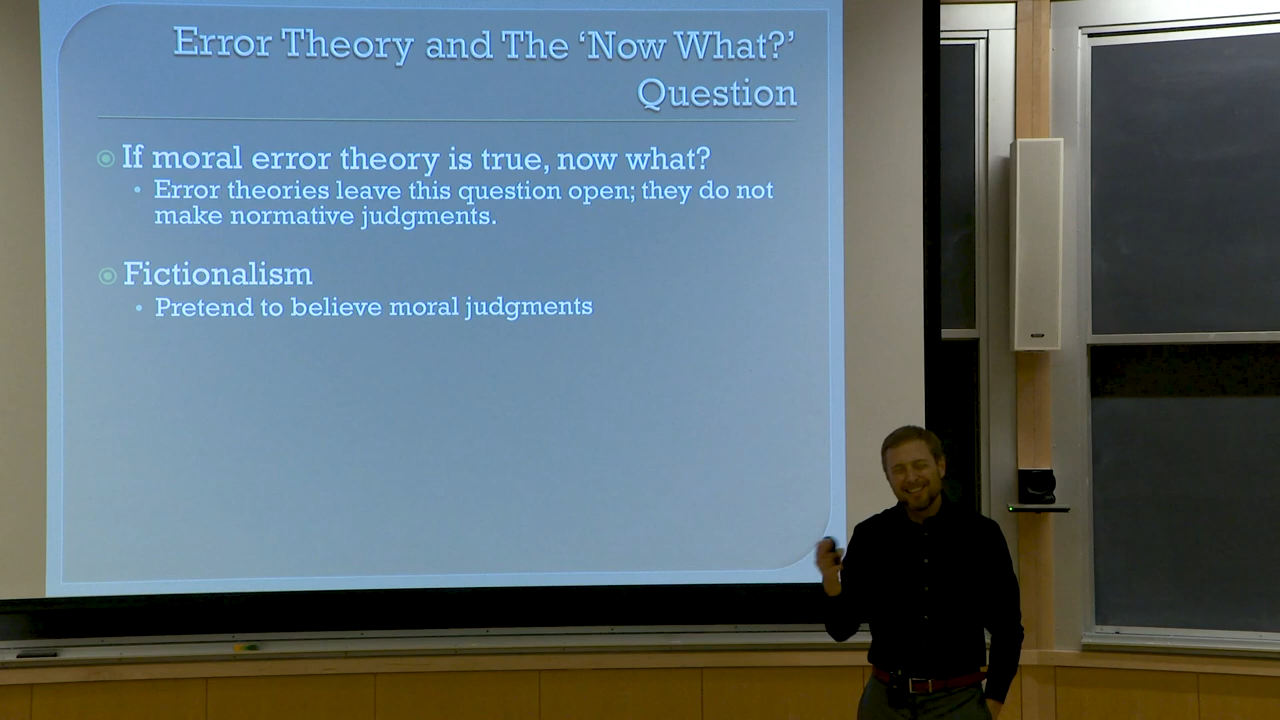 Error Theory and The ‘Now What?’
Question
If moral error theory is true, now what?
Error theories leave this question open; they do not
make normative judgments.
Fictionalism
Pretend to believe moral judgments